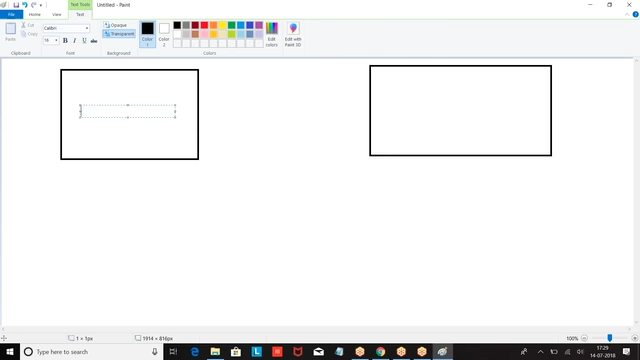 Text Tools Untitled - Paint
File Home View Text
Paste Cut Copy Calibri 16 B I U abc Opaque Transparent Color 1 Color 2 Edit colors Edit with Paint 3D
Clipboard Font Background Colors
1 × 1px 1914 × 816px 100%
Type here to search 17:29
14-07-2018